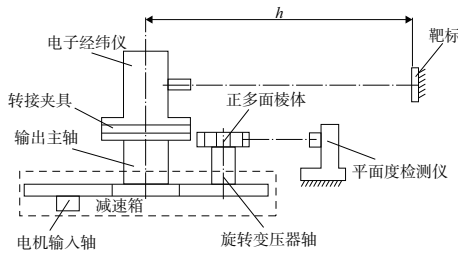 h
电子经纬仪
靶标
转接夹具
正多面棱体
输出主轴
平面度检测仪
减速箱
电机输入轴
旋转变压器轴